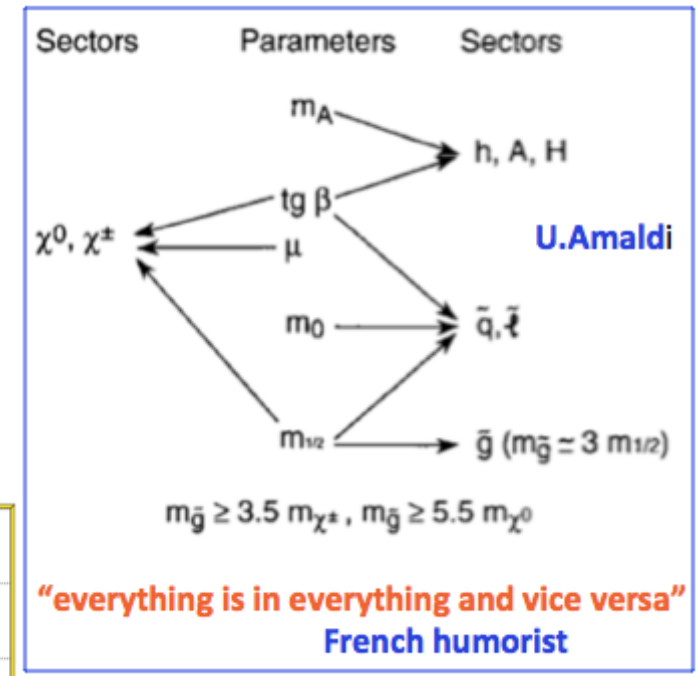 Sectors Parameters Sectors
mA
h, A, H
tg β
χ⁰, χ± μ U.Amaldi
m₀ q̃, ℓ̃
m1/2 g̃ (mg̃ ≃ 3 m1/2)
mg̃ ≥ 3.5 mχ±, mg̃ ≥ 5.5 mχ⁰
“everything is in everything and vice versa”
French humorist